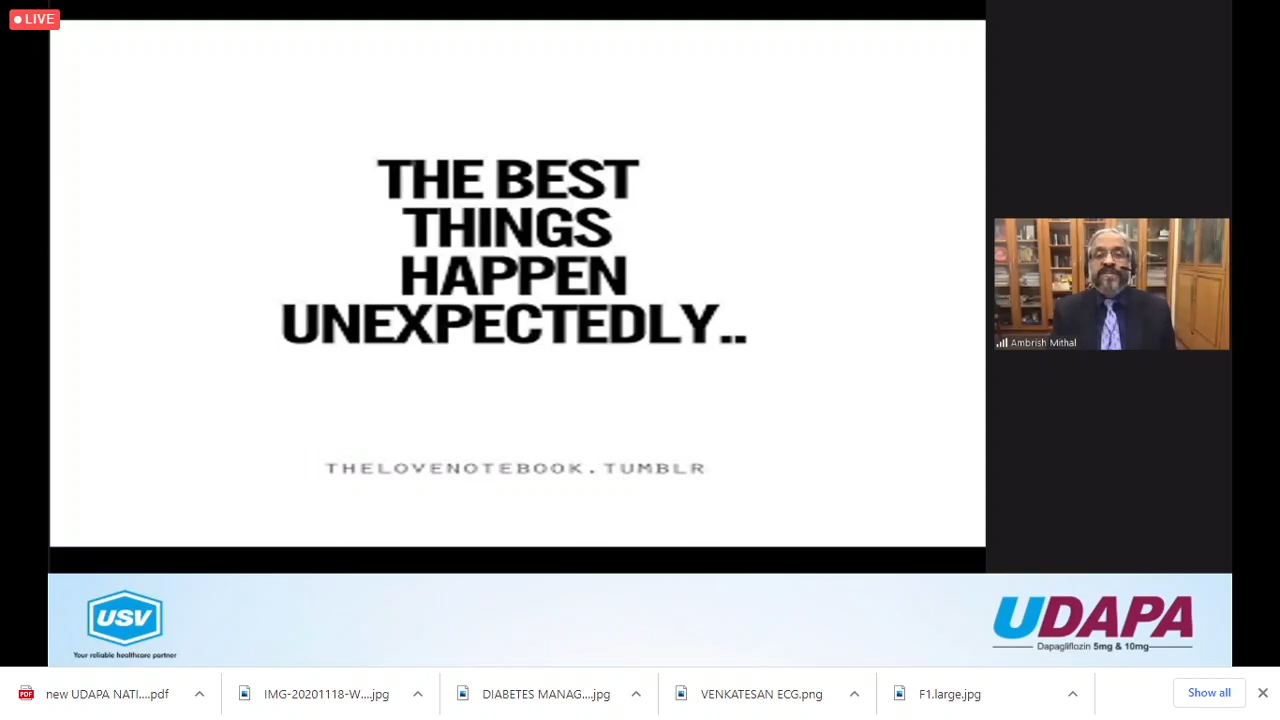 LIVE
THE BEST
THINGS
HAPPEN
UNEXPECTEDLY..
THELOVENOTEBOOK.TUMBLR
Ambrish Mithal
USV
Your reliable healthcare partner
UDAPA
Dapagliflozin 5mg & 10mg
new UDAPA NATI....pdf
IMG-20201118-W....jpg
DIABETES MANAG....jpg
VENKATESAN ECG.png
F1.large.jpg
Show all